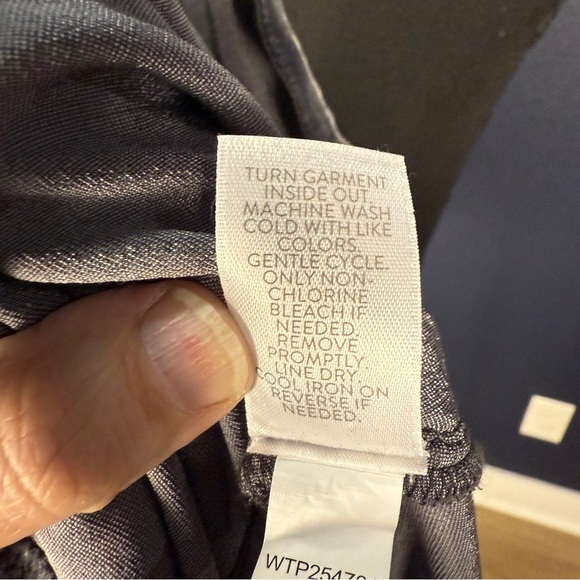 TURN GARMENT
INSIDE OUT.
MACHINE WASH
COLD WITH LIKE
COLORS.
GENTLE CYCLE.
ONLY NON-
CHLORINE
BLEACH IF
NEEDED.
REMOVE
PROMPTLY.
LINE DRY.
COOL IRON ON
REVERSE IF
NEEDED.